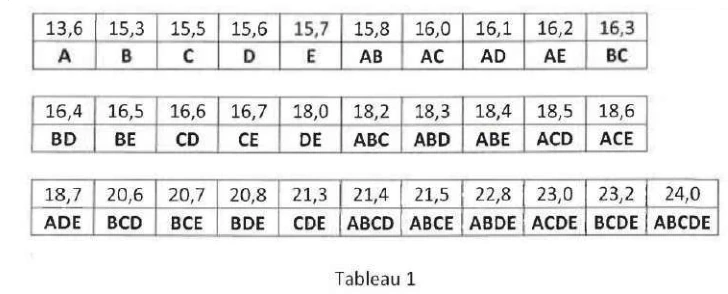 13,6 15,3 15,5 15,6 15,7 15,8 16,0 16,1 16,2 16,3
A B C D E AB AC AD AE BC
16,4 16,5 16,6 16,7 18,0 18,2 18,3 18,4 18,5 18,6
BD BE CD CE DE ABC ABD ABE ACD ACE
18,7 20,6 20,7 20,8 21,3 21,4 21,5 22,8 23,0 23,2 24,0
ADE BCD BCE BDE CDE ABCD ABCE ABDE ACDE BCDE ABCDE
Tableau 1